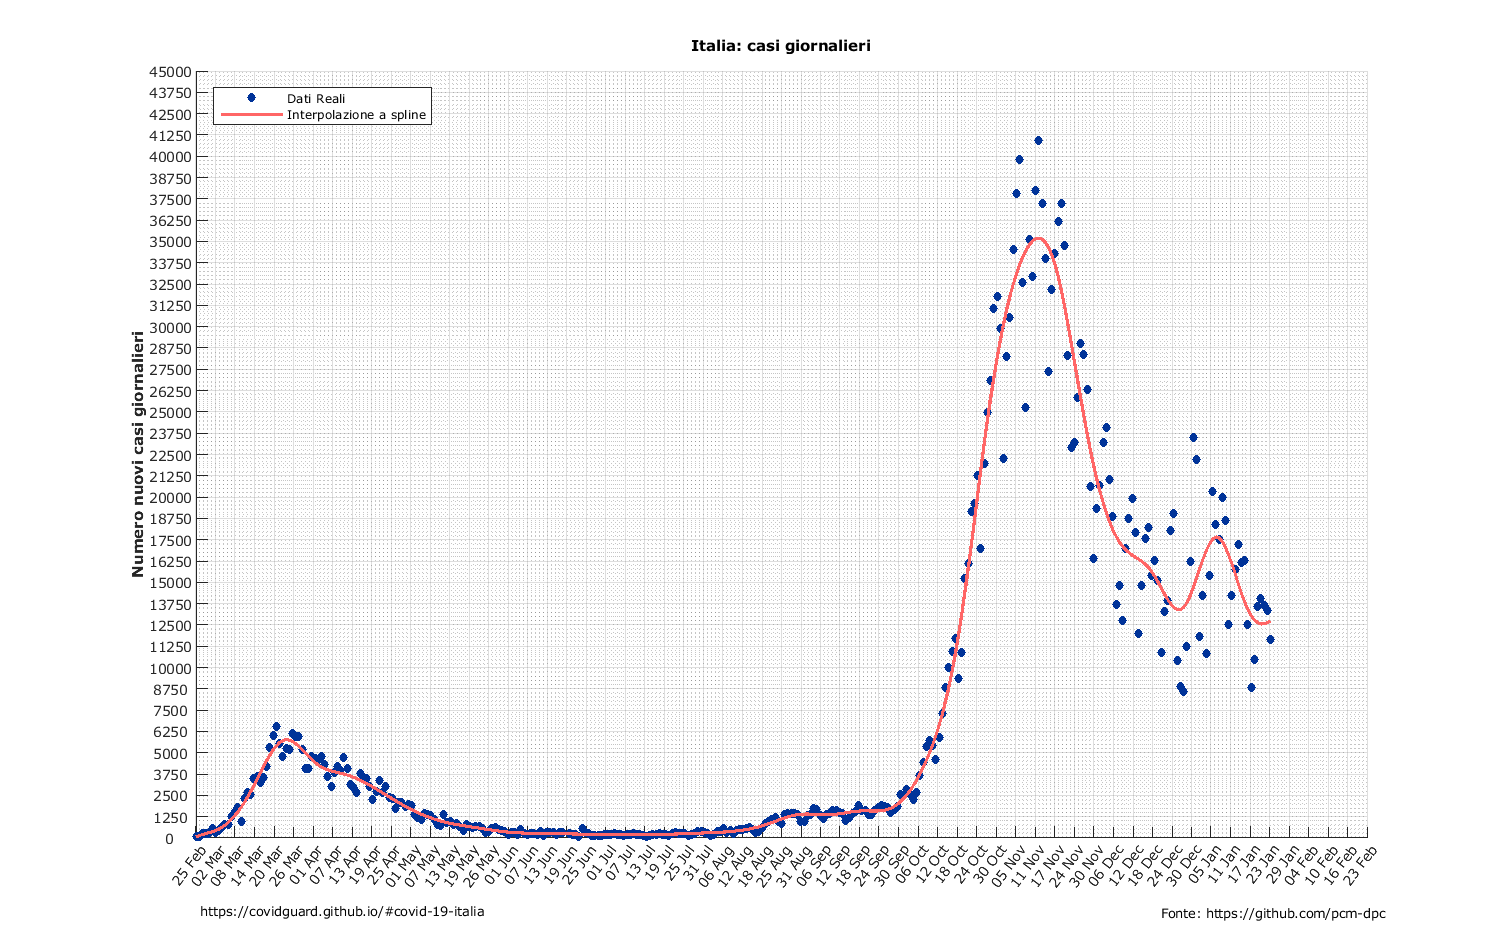 Italia: casi giornalieri
Dati Reali
Interpolazione a spline
Numero nuovi casi giornalieri
45000
43750
42500
41250
40000
38750
37500
36250
35000
33750
32500
31250
30000
28750
27500
26250
25000
23750
22500
21250
20000
18750
17500
16250
15000
13750
12500
11250
10000
8750
7500
6250
5000
3750
2500
1250
0
25 Feb
02 Mar
08 Mar
14 Mar
20 Mar
26 Mar
01 Apr
07 Apr
13 Apr
19 Apr
25 Apr
01 May
07 May
13 May
19 May
26 May
01 Jun
07 Jun
13 Jun
19 Jun
25 Jun
01 Jul
07 Jul
13 Jul
19 Jul
25 Jul
31 Jul
06 Aug
12 Aug
18 Aug
25 Aug
31 Aug
06 Sep
12 Sep
18 Sep
24 Sep
30 Sep
06 Oct
12 Oct
18 Oct
24 Oct
30 Oct
05 Nov
11 Nov
17 Nov
24 Nov
30 Nov
06 Dec
12 Dec
18 Dec
24 Dec
30 Dec
05 Jan
11 Jan
17 Jan
23 Jan
29 Jan
04 Feb
10 Feb
16 Feb
23 Feb
https://covidguard.github.io/#covid-19-italia
Fonte: https://github.com/pcm-dpc